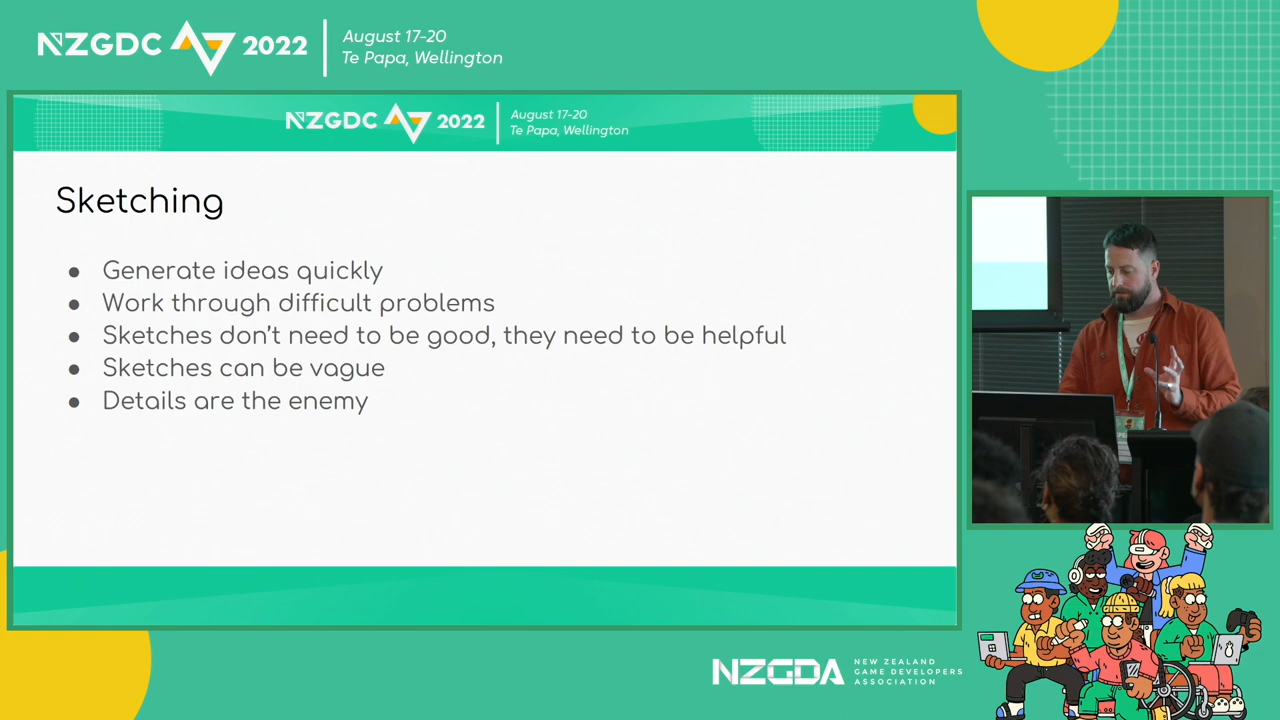 NZGDC 2022
August 17-20
Te Papa, Wellington
NZGDC 2022
August 17-20
Te Papa, Wellington
Sketching
● Generate ideas quickly
● Work through difficult problems
● Sketches don't need to be good, they need to be helpful
● Sketches can be vague
● Details are the enemy
NZGDA
NEW ZEALAND
GAME DEVELOPERS
ASSOCIATION